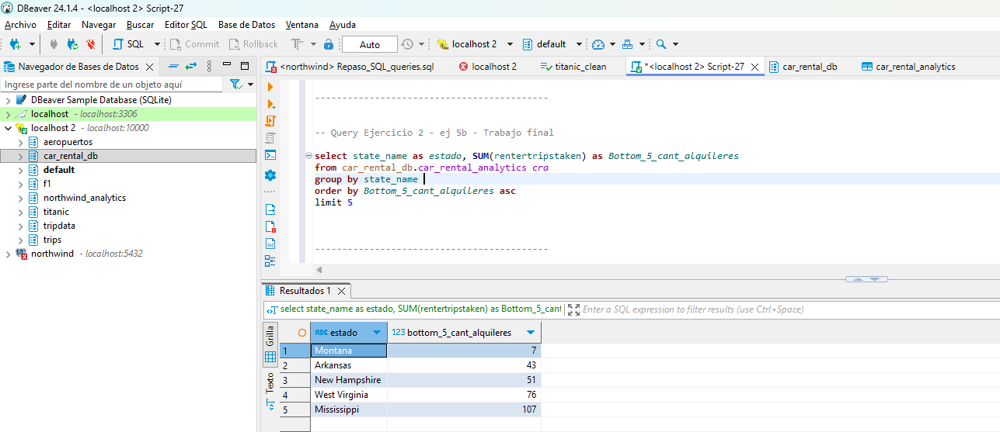 DBeaver 24.1.4 - <localhost 2> Script-27
Archivo Editar Navegar Buscar Editor SQL Base de Datos Ventana Ayuda
SQL Commit Rollback Auto localhost 2 default
Navegador de Bases de Datos
<northwind> Repaso_SQL_queries.sql localhost 2 titanic_clean *<localhost 2> Script-27 car_rental_db car_rental_analytics
Ingrese parte del nombre de un objeto aquí
DBeaver Sample Database (SQLite)
localhost - localhost:3306
localhost 2 - localhost:10000
aeropuertos
car_rental_db
default
f1
northwind_analytics
titanic
tripdata
trips
northwind - localhost:5432
-----------------------------------------
-- Query Ejercicio 2 - ej 5b - Trabajo final
select state_name as estado, SUM(rentertripstaken) as Bottom_5_cant_alquileres
from car_rental_db.car_rental_analytics cra
group by state_name
order by Bottom_5_cant_alquileres asc
limit 5
-----------------------------------------
Resultados 1
select state_name as estado, SUM(rentertripstaken) as Bottom_5_cant Enter a SQL expression to filter results (use Ctrl+Space)
Grilla
Texto
ABC estado 123 bottom_5_cant_alquileres
1 Montana 7
2 Arkansas 43
3 New Hampshire 51
4 West Virginia 76
5 Mississippi 107